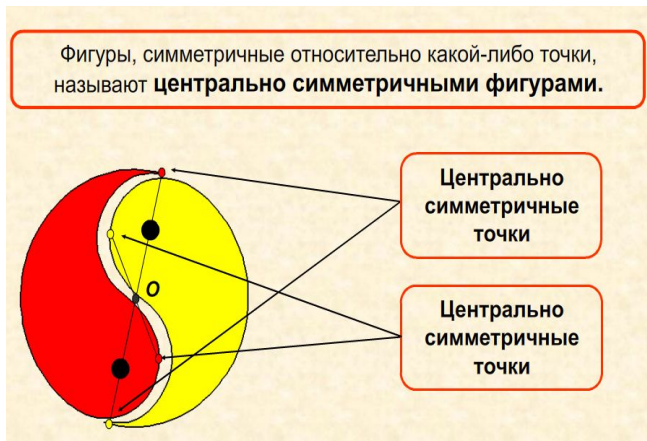 Фигуры, симметричные относительно какой-либо точки,
называют центрально симметричными фигурами.
Центрально
симметричные
точки
О
Центрально
симметричные
точки